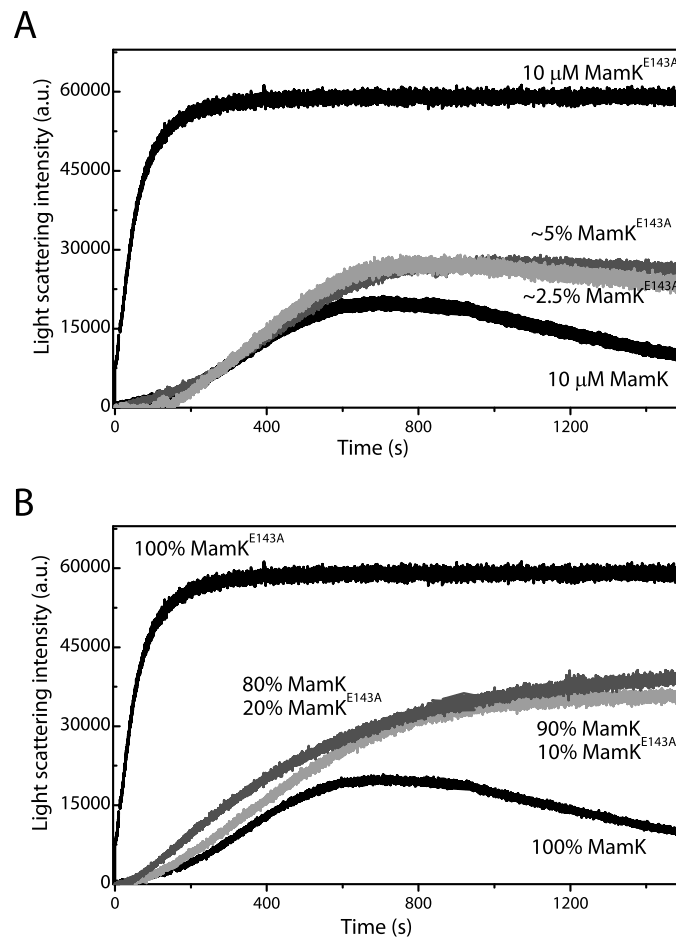 A
Light scattering intensity (a.u.)
60000
45000
30000
15000
0
10 μM MamK^E143A
~5% MamK^E143A
~2.5% MamK^E143A
10 μM MamK
0 400 800 1200
Time (s)
B
Light scattering intensity (a.u.)
60000
45000
30000
15000
0
100% MamK^E143A
80% MamK
20% MamK^E143A
90% MamK
10% MamK^E143A
100% MamK
0 400 800 1200
Time (s)